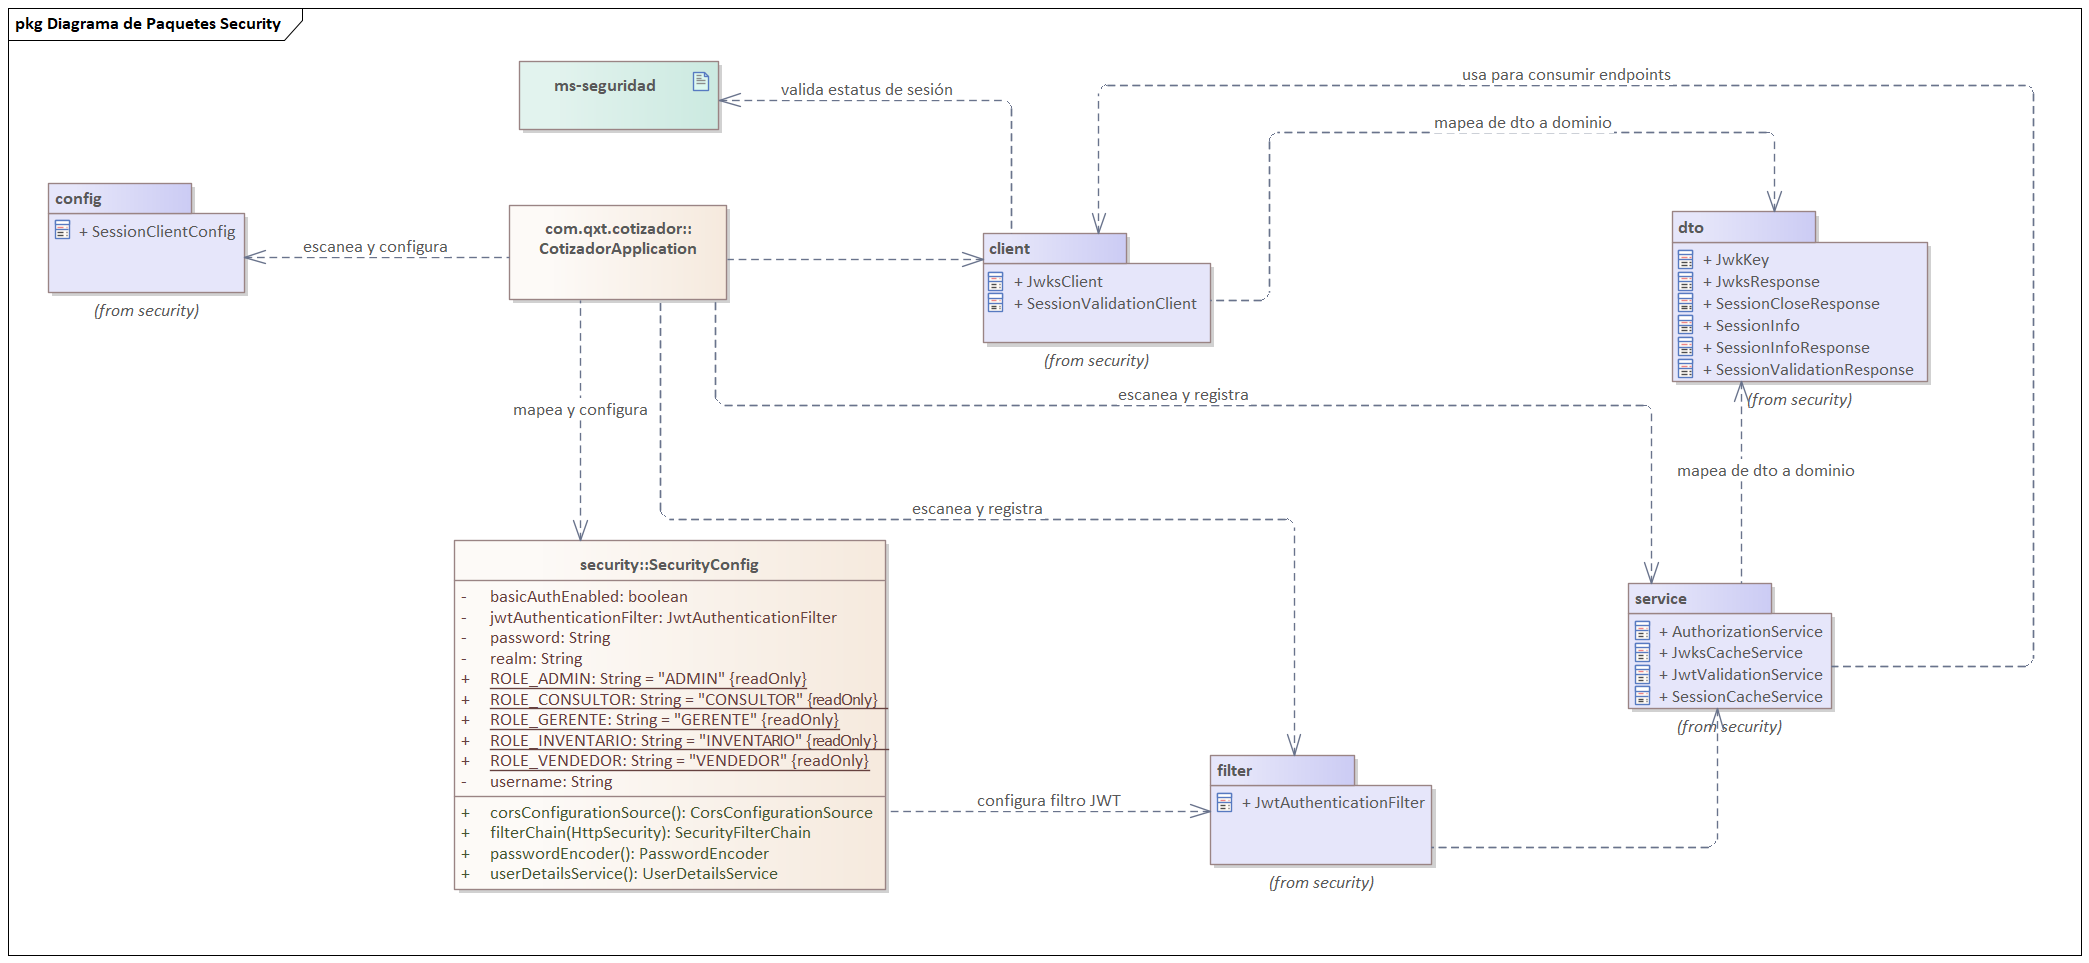 pkg Diagrama de Paquetes Security
ms-seguridad
valida estatus de sesión
usa para consumir endpoints
mapea de dto a dominio
config
+ SessionClientConfig
(from security)
escanea y configura
com.qxt.cotizador::
CotizadorApplication
client
+ JwksClient
+ SessionValidationClient
(from security)
dto
+ JwkKey
+ JwksResponse
+ SessionCloseResponse
+ SessionInfo
+ SessionInfoResponse
+ SessionValidationResponse
(from security)
mapea y configura
escanea y registra
mapea de dto a dominio
escanea y registra
security::SecurityConfig
- basicAuthEnabled: boolean
- jwtAuthenticationFilter: JwtAuthenticationFilter
- password: String
- realm: String
+ ROLE_ADMIN: String = "ADMIN" {readOnly}
+ ROLE_CONSULTOR: String = "CONSULTOR" {readOnly}
+ ROLE_GERENTE: String = "GERENTE" {readOnly}
+ ROLE_INVENTARIO: String = "INVENTARIO" {readOnly}
+ ROLE_VENDEDOR: String = "VENDEDOR" {readOnly}
- username: String
+ corsConfigurationSource(): CorsConfigurationSource
+ filterChain(HttpSecurity): SecurityFilterChain
+ passwordEncoder(): PasswordEncoder
+ userDetailsService(): UserDetailsService
service
+ AuthorizationService
+ JwksCacheService
+ JwtValidationService
+ SessionCacheService
(from security)
configura filtro JWT
filter
+ JwtAuthenticationFilter
(from security)